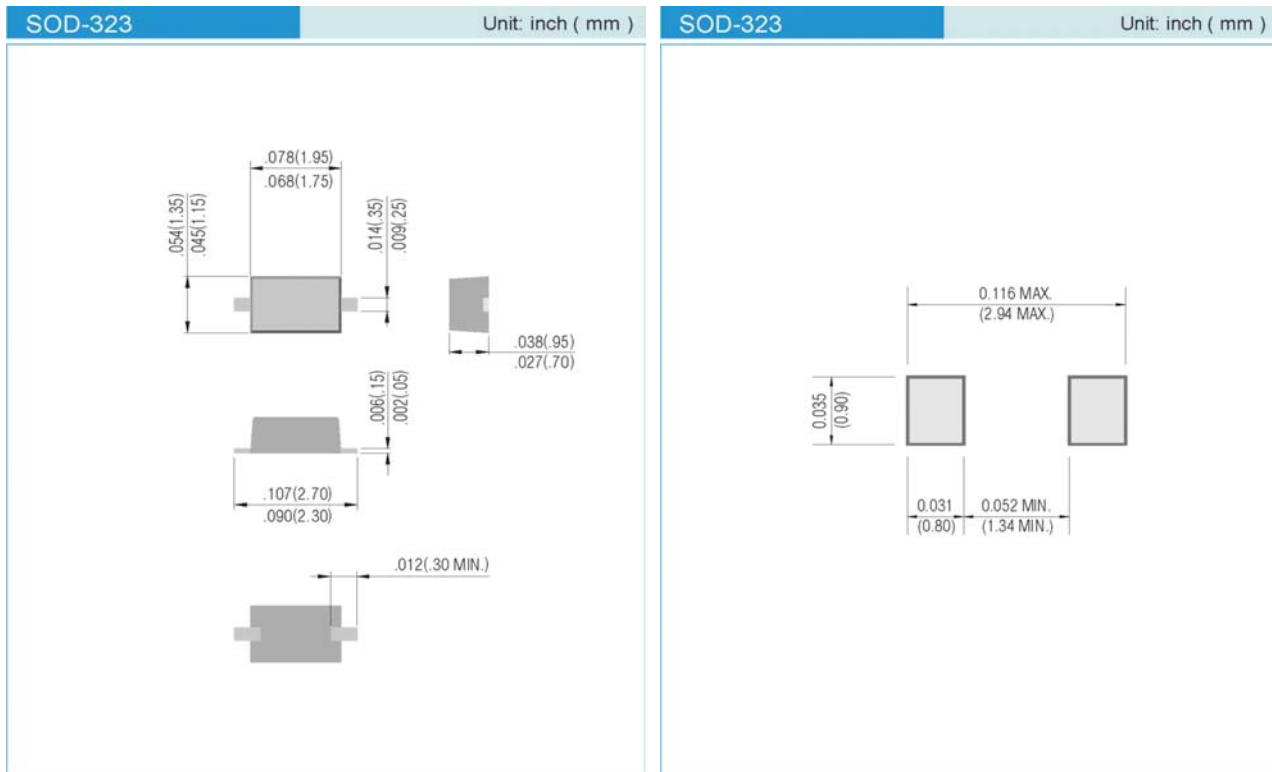 SOD-323
Unit: inch ( mm )
.078(1.95)
.068(1.75)
.054(1.35)
.045(1.15)
.014(.35)
.009(.25)
.038(.95)
.027(.70)
.006(.15)
.002(.05)
.107(2.70)
.090(2.30)
.012(.30 MIN.)
SOD-323
Unit: inch ( mm )
0.116 MAX.
(2.94 MAX.)
0.035
(0.90)
0.031
(0.80)
0.052 MIN.
(1.34 MIN.)